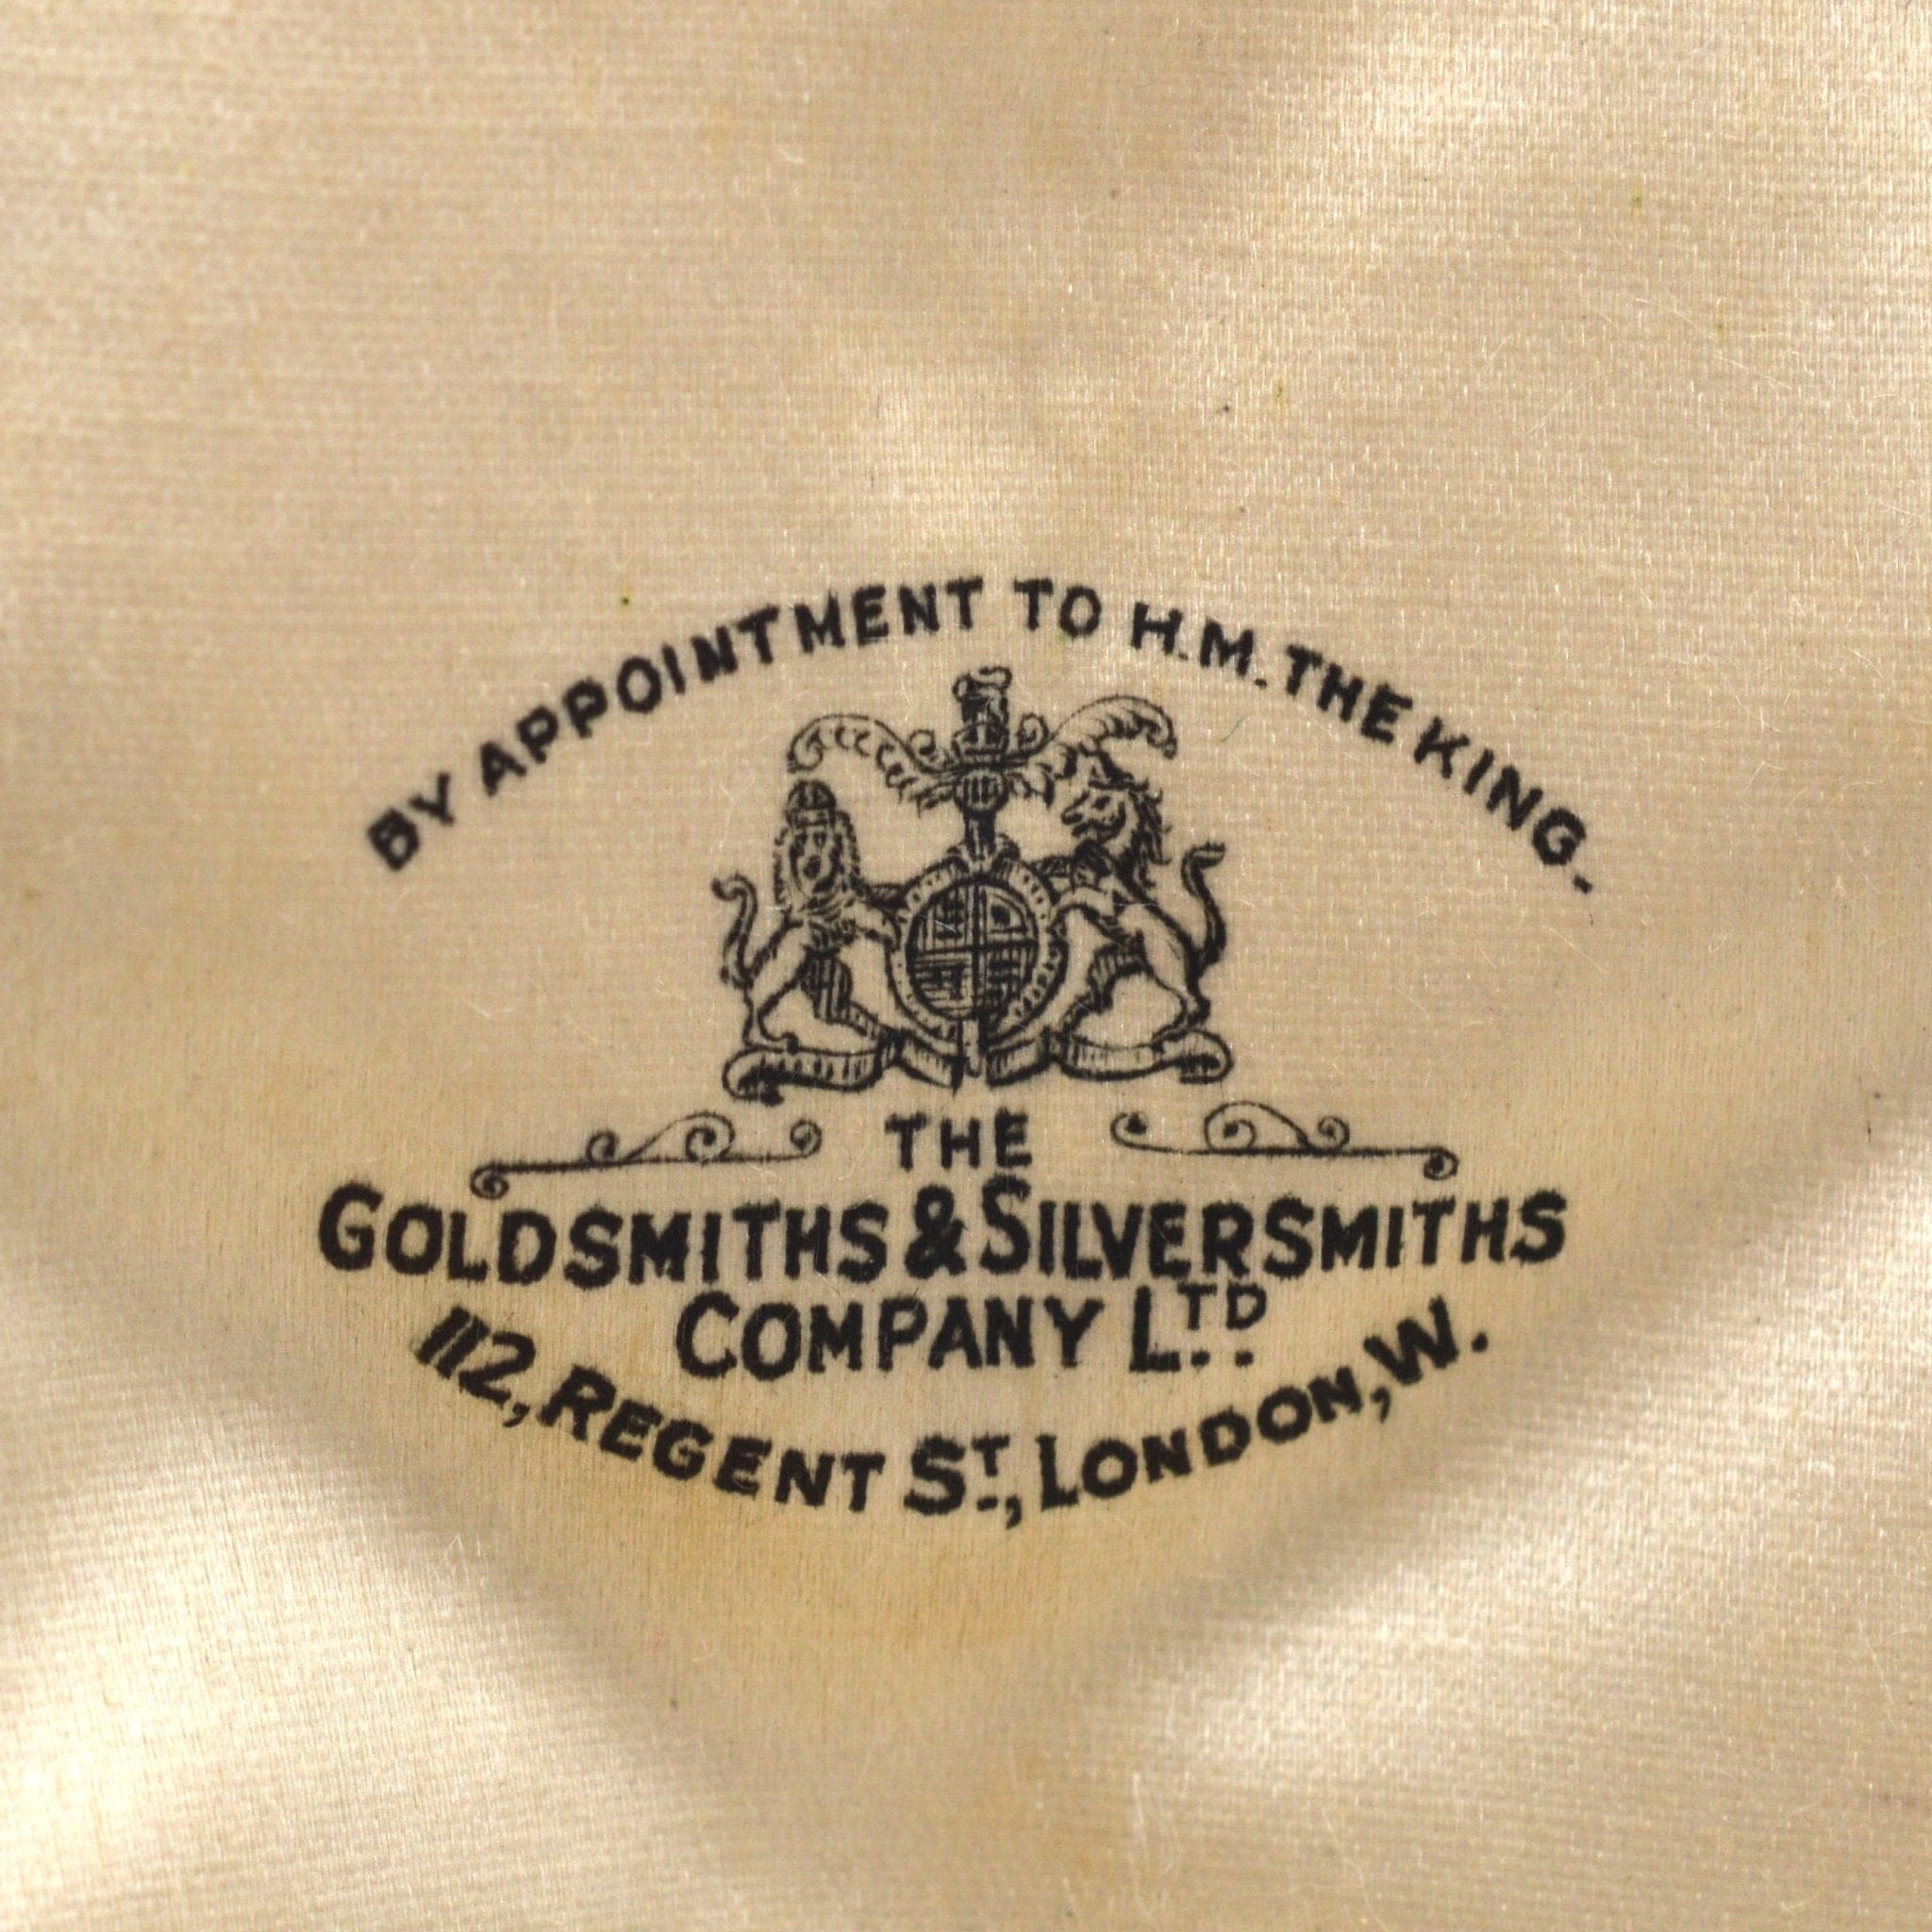 BY APPOINTMENT TO H.M. THE KING.
THE
GOLDSMITHS & SILVERSMITHS
COMPANY LTD.
112, REGENT ST., LONDON, W.